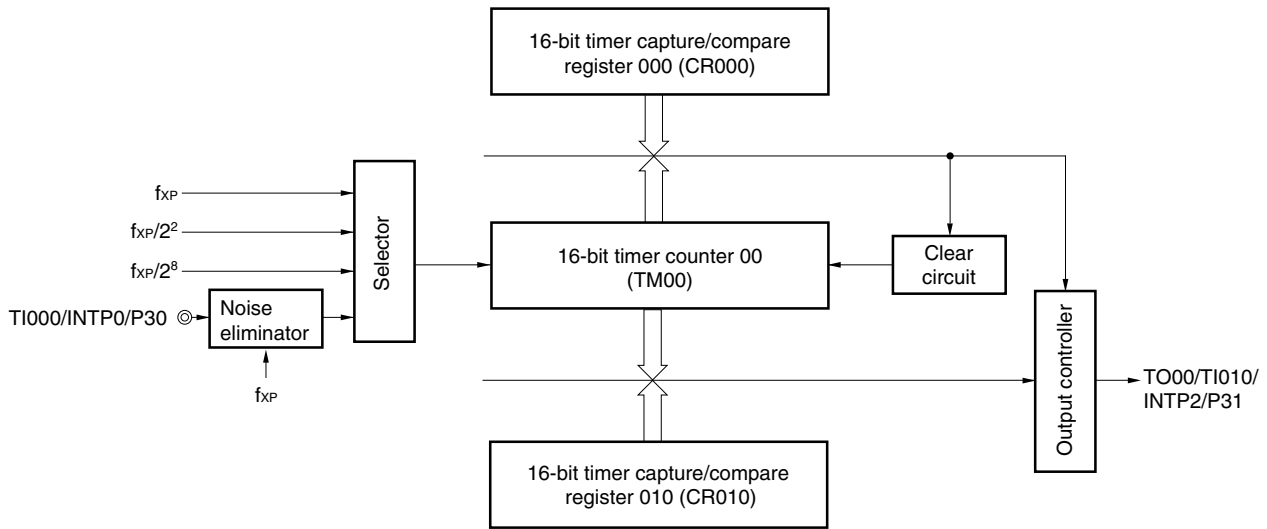 16-bit timer capture/compare
register 000 (CR000)
fXP
fXP/2²
fXP/2⁸
TI000/INTP0/P30
Noise
eliminator
fXP
Selector
16-bit timer counter 00
(TM00)
Clear
circuit
Output controller
TO00/TI010/
INTP2/P31
16-bit timer capture/compare
register 010 (CR010)